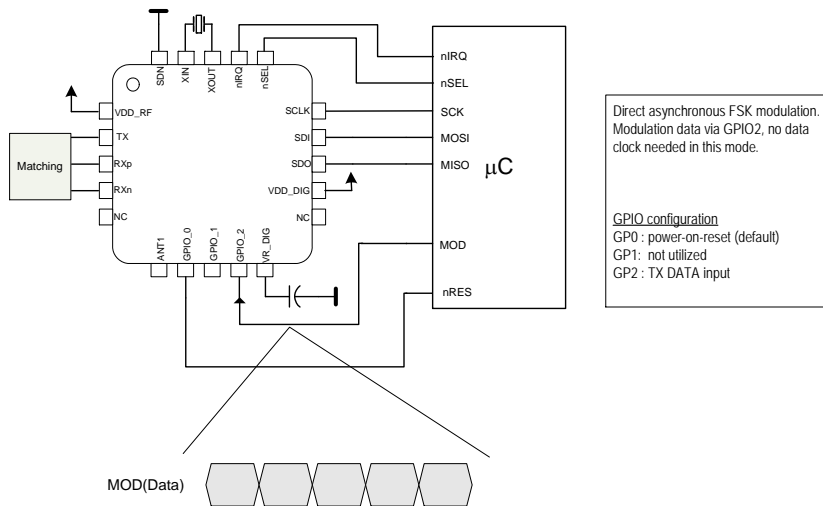 SDN
XIN
XOUT
nIRQ
nSEL
VDD_RF
TX
RXp
RXn
NC
Matching
SCLK
SDI
SDO
VDD_DIG
NC
ANT1
GPIO_0
GPIO_1
GPIO_2
VR_DIG
nIRQ
nSEL
SCK
MOSI
MISO
μC
MOD
nRES
Direct asynchronous FSK modulation.
Modulation data via GPIO2, no data
clock needed in this mode.
GPIO configuration
GP0 : power-on-reset (default)
GP1: not utilized
GP2 : TX DATA input
MOD(Data)